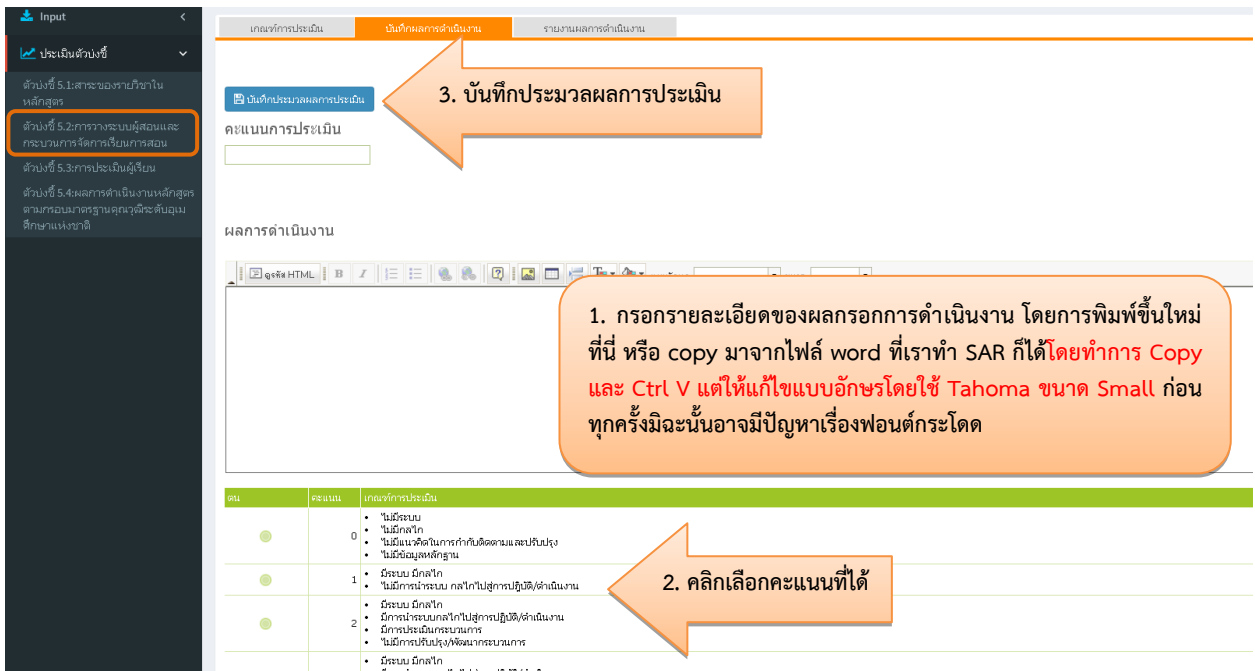 Input
ประเมินตัวบ่งชี้
ตัวบ่งชี้ 5.1:สาระของรายวิชาใน
หลักสูตร
ตัวบ่งชี้ 5.2:การวางระบบผู้สอนและ
กระบวนการจัดการเรียนการสอน
ตัวบ่งชี้ 5.3:การประเมินผู้เรียน
ตัวบ่งชี้ 5.4:ผลการดำเนินงานหลักสูตร
ตามกรอบมาตรฐานคุณวุฒิระดับอุดม
ศึกษาแห่งชาติ
เกณฑ์การประเมิน
บันทึกผลการดำเนินงาน
รายงานผลการดำเนินงาน
บันทึกประมวลผลการประเมิน
3. บันทึกประมวลผลการประเมิน
คะแนนการประเมิน
ผลการดำเนินงาน
ดูรหัส HTML
1. กรอกรายละเอียดของผลกรอกการดำเนินงาน โดยการพิมพ์ขึ้นใหม่
ที่นี่ หรือ copy มาจากไฟล์ word ที่เราทำ SAR ก็ได้โดยทำการ Copy
และ Ctrl V แต่ให้แก้ไขแบบอักษรโดยใช้ Tahoma ขนาด Small ก่อน
ทุกครั้งมิฉะนั้นอาจมีปัญหาเรื่องฟอนต์กระโดด
ตน คะแนน เกณฑ์การประเมิน
0
• ไม่มีระบบ
• ไม่มีกลไก
• ไม่มีแนวคิดในการกำกับติดตามและปรับปรุง
• ไม่มีข้อมูลหลักฐาน
1
• มีระบบ มีกลไก
• ไม่มีการนำระบบ กลไกไปสู่การปฏิบัติ/ดำเนินงาน
2. คลิกเลือกคะแนนที่ได้
2
• มีระบบ มีกลไก
• มีการนำระบบกลไกไปสู่การปฏิบัติ/ดำเนินงาน
• มีการประเมินกระบวนการ
• ไม่มีการปรับปรุง/พัฒนากระบวนการ
• มีระบบ มีกลไก